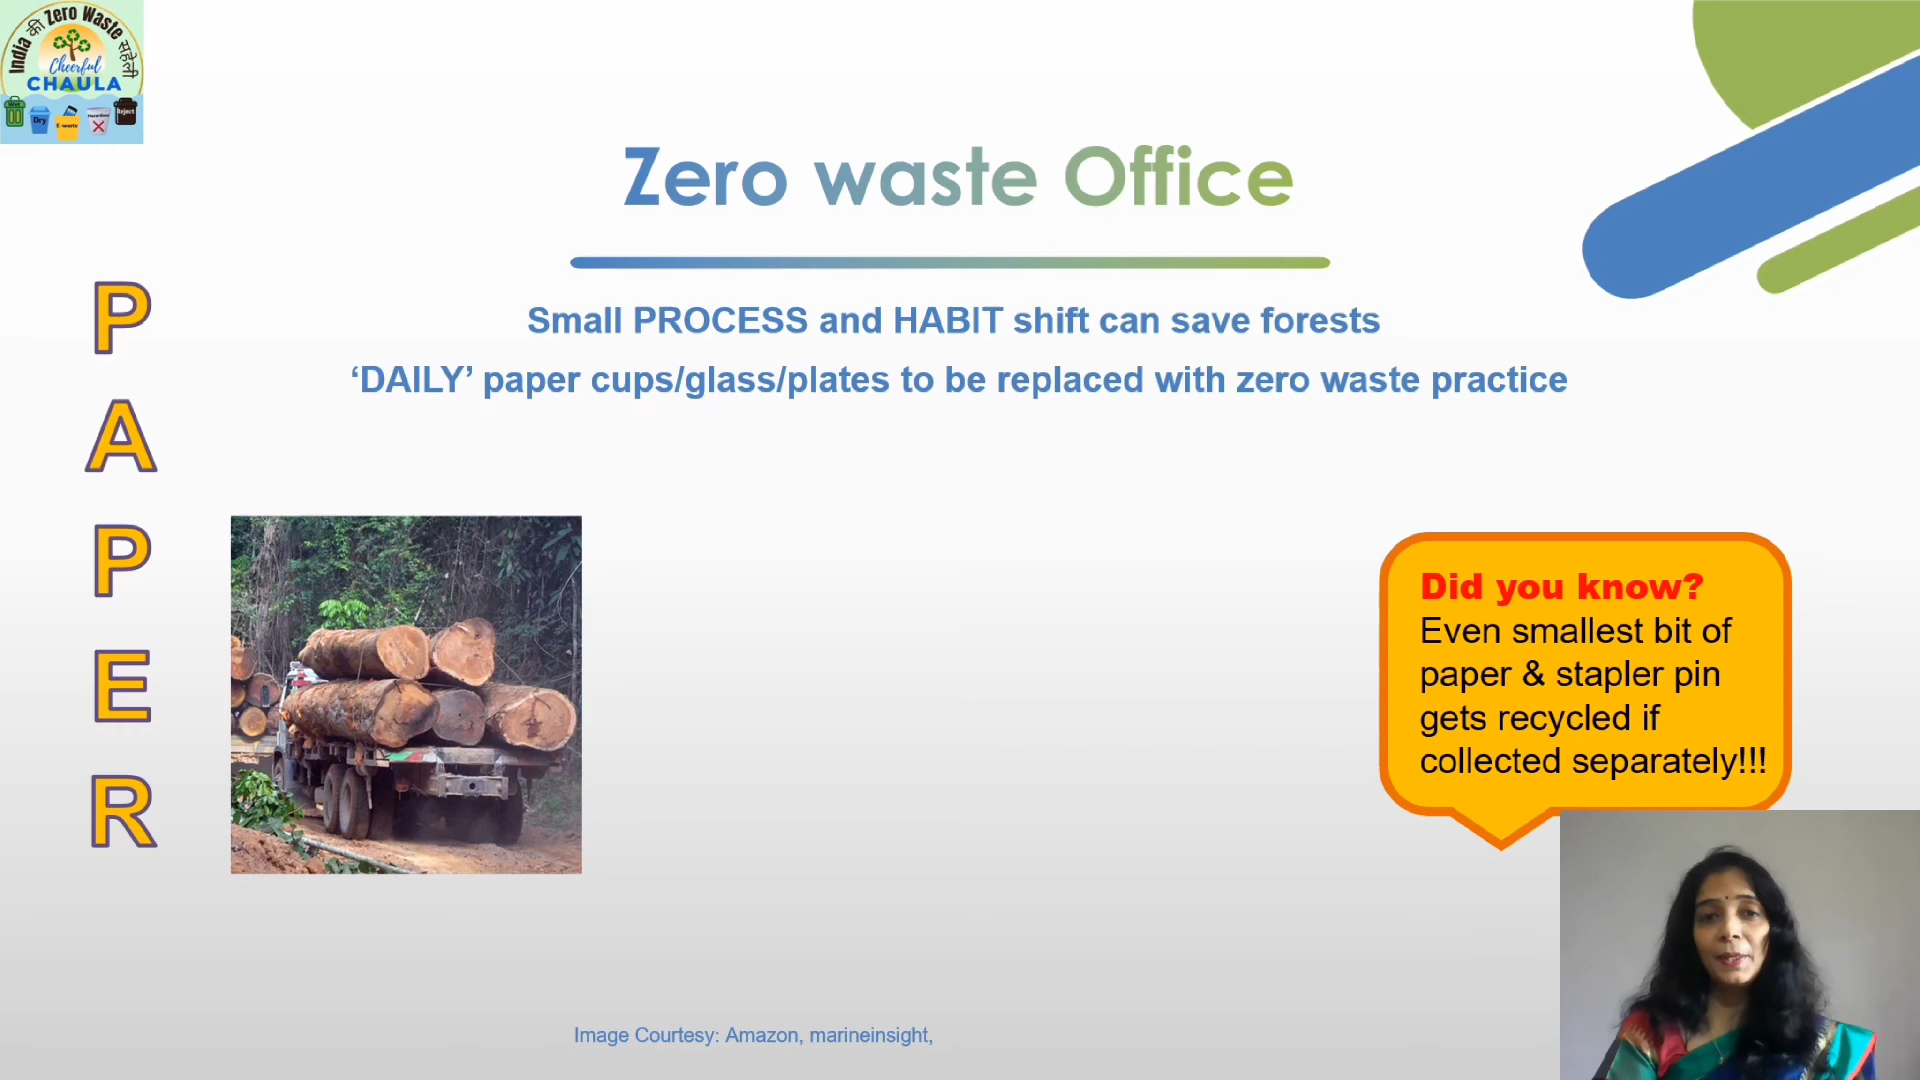 India की Zero Waste सहेली
Cheerful
CHAULA
Wet
Dry
E-waste
Hazardous
Reject
Zero waste Office
Small PROCESS and HABIT shift can save forests
‘DAILY’ paper cups/glass/plates to be replaced with zero waste practice
P
A
P
E
R
Did you know?
Even smallest bit of
paper & stapler pin
gets recycled if
collected separately!!!
Image Courtesy: Amazon, marineinsight,